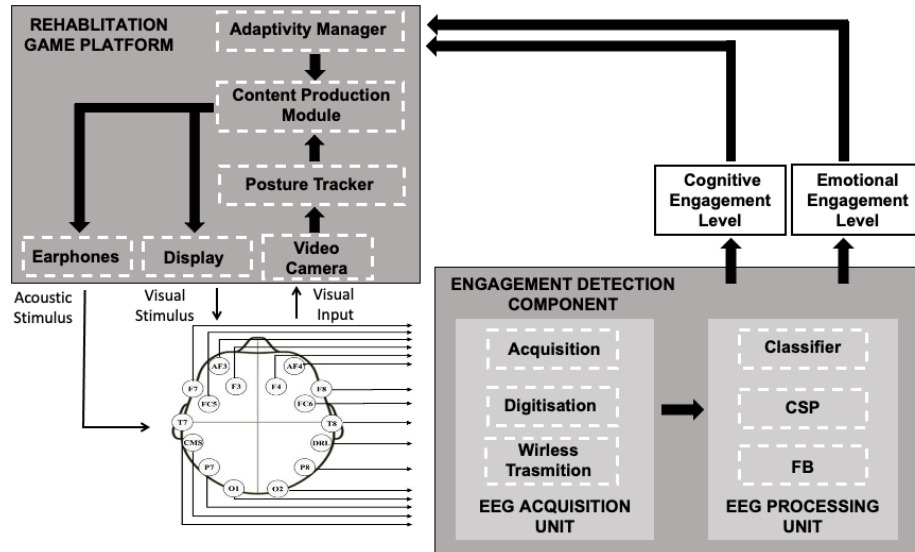 REHABLITATION
GAME PLATFORM
Adaptivity Manager
Content Production
Module
Posture Tracker
Earphones
Display
Video
Camera
Acoustic
Stimulus
Visual
Stimulus
Visual
Input
Cognitive
Engagement
Level
Emotional
Engagement
Level
AF3
AF4
F7
F3
F4
F8
FC5
FC6
T7
T8
CMS
DRL
P7
P8
O1
O2
ENGAGEMENT DETECTION
COMPONENT
Acquisition
Digitisation
Wirless
Trasmition
EEG ACQUISITION
UNIT
Classifier
CSP
FB
EEG PROCESSING
UNIT